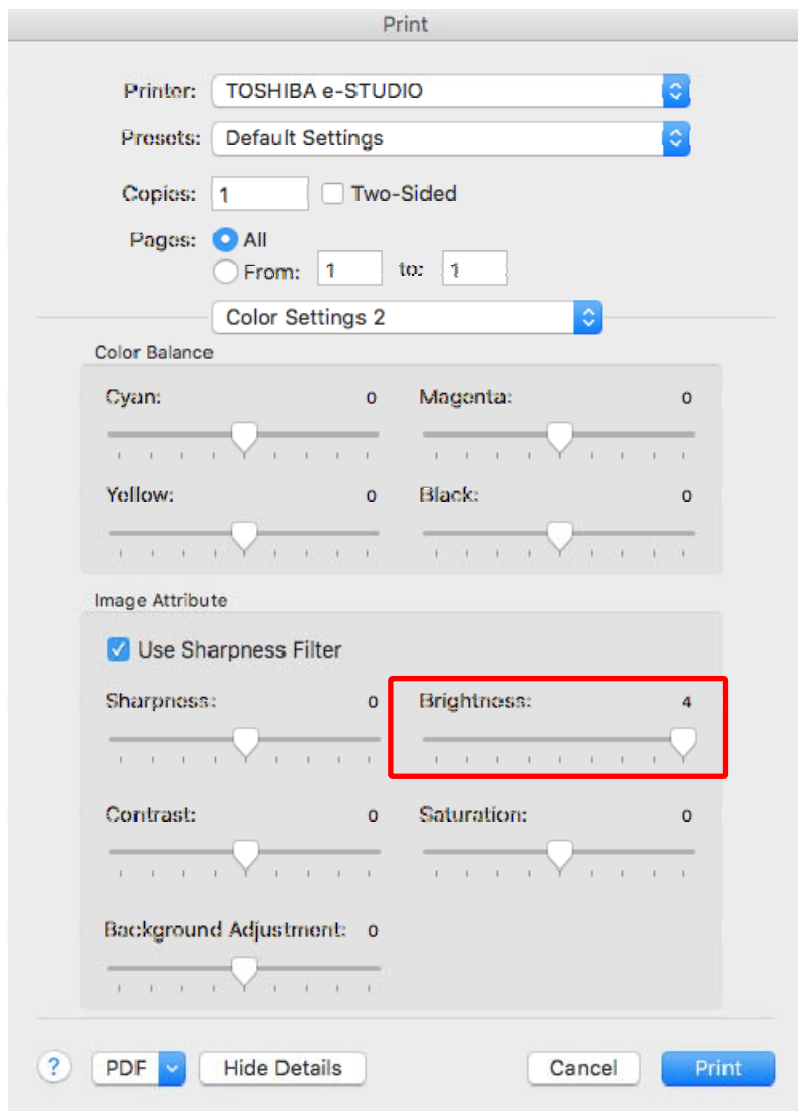 Print
Printer: TOSHIBA e-STUDIO
Presets: Default Settings
Copies: 1 Two-Sided
Pages: All
From: 1 to: 1
Color Settings 2
Color Balance
Cyan: 0 Magenta: 0
Yellow: 0 Black: 0
Image Attribute
Use Sharpness Filter
Sharpness: 0 Brightness: 4
Contrast: 0 Saturation: 0
Background Adjustment: 0
? PDF Hide Details Cancel Print